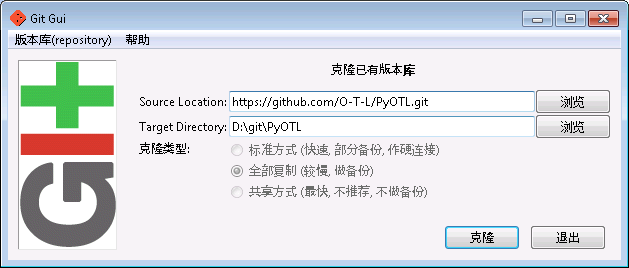 Git Gui
版本库(repository) 帮助
克隆已有版本库
Source Location: https://github.com/O-T-L/PyOTL.git 浏览
Target Directory: D:\git\PyOTL 浏览
克隆类型: 标准方式 (快速, 部分备份, 作硬连接)
全部复制 (较慢, 做备份)
共享方式 (最快, 不推荐, 不做备份)
克隆 退出
GIT